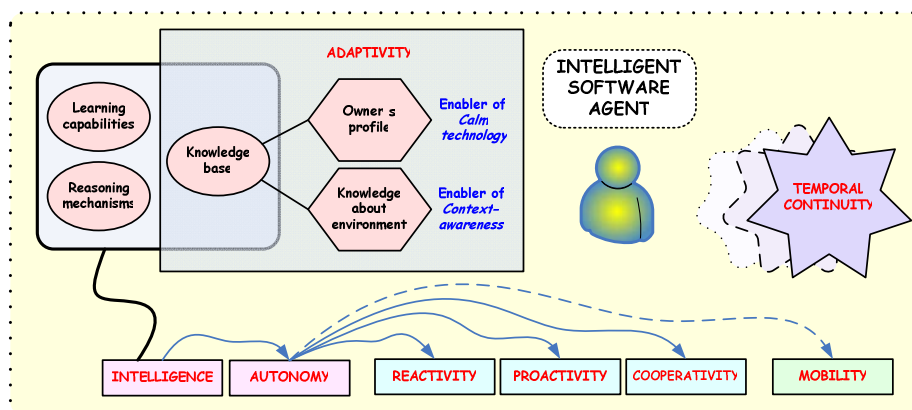 ADAPTIVITY
Learning
capabilities
Reasoning
mechanisms
Knowledge
base
Owner s
profile
Knowledge
about
environment
Enabler of
Calm
technology
Enabler of
Context-
awareness
INTELLIGENT
SOFTWARE
AGENT
TEMPORAL
CONTINUITY
INTELLIGENCE
AUTONOMY
REACTIVITY
PROACTIVITY
COOPERATIVITY
MOBILITY